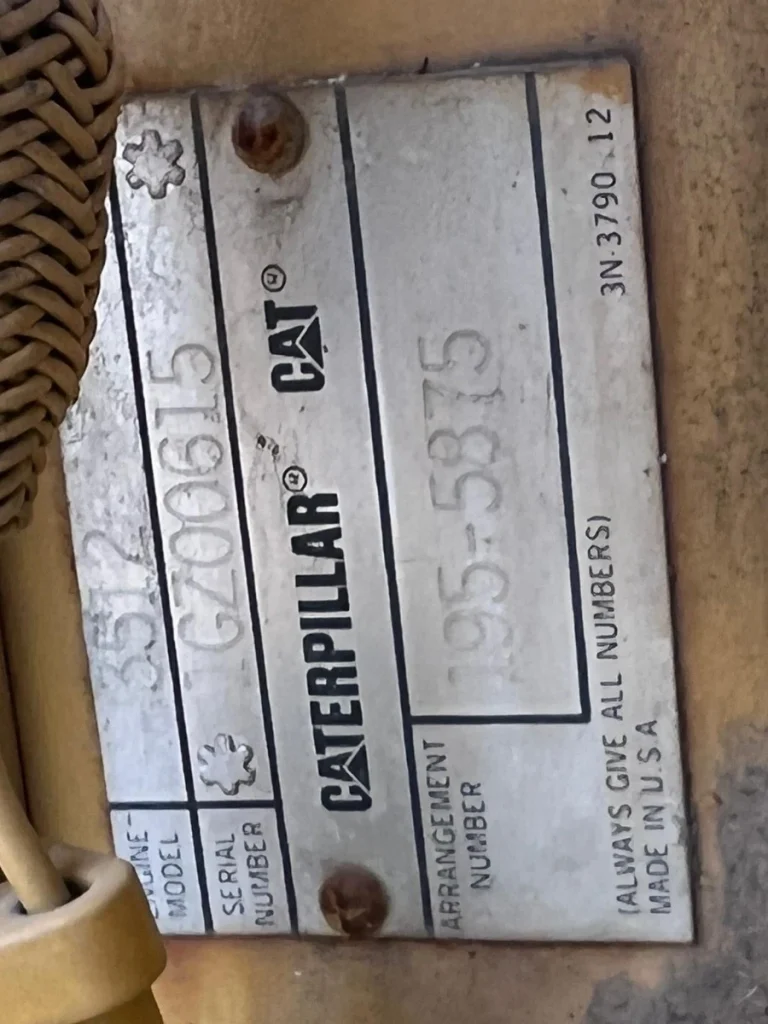 ENGINE MODEL 3512
SERIAL NUMBER GZ00615
CATERPILLAR® CAT®
ARRANGEMENT NUMBER 195-5875
(ALWAYS GIVE ALL NUMBERS)
MADE IN U.S.A 3N-3790 12